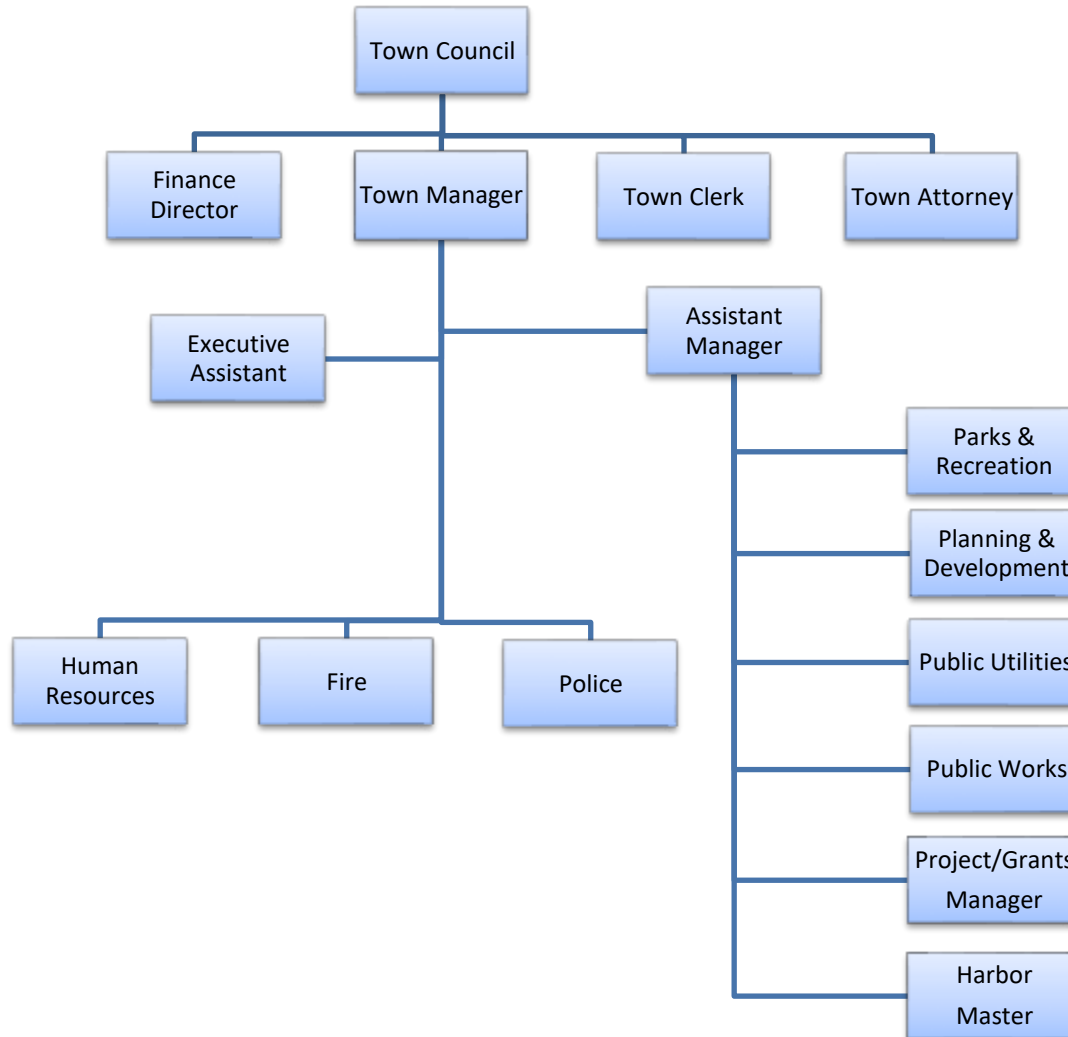 Town Council
Finance
Director
Town Manager
Town Clerk
Town Attorney
Executive
Assistant
Assistant
Manager
Parks &
Recreation
Planning &
Development
Public Utilities
Public Works
Project/Grants
Manager
Harbor
Master
Human
Resources
Fire
Police